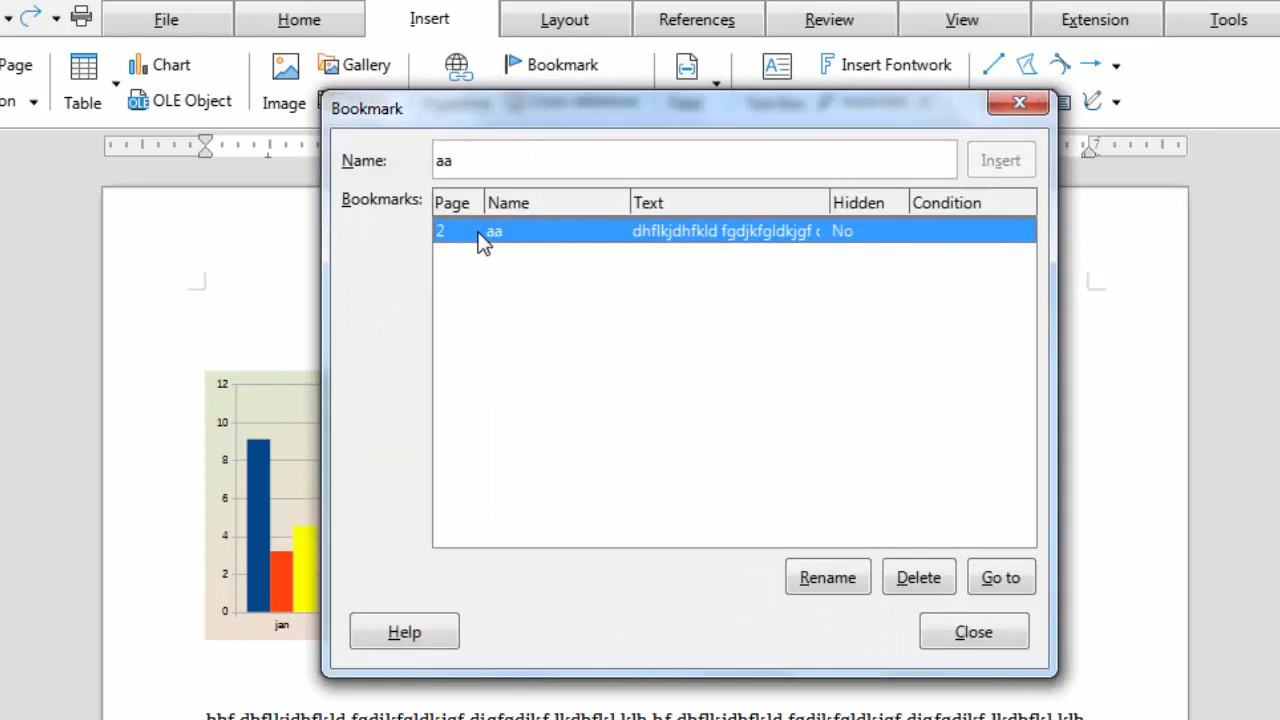 File Home Insert Layout References Review View Extension Tools
Page Table Chart Image Gallery Bookmark Insert Fontwork
on OLE Object
Bookmark
Name: aa Insert
Bookmarks: Page Name Text Hidden Condition
2 aa dhflkjdhfkld fgdjkfgldkjgf No
12
10
8
6
4
2
0
jan
Rename Delete Go to
Help Close